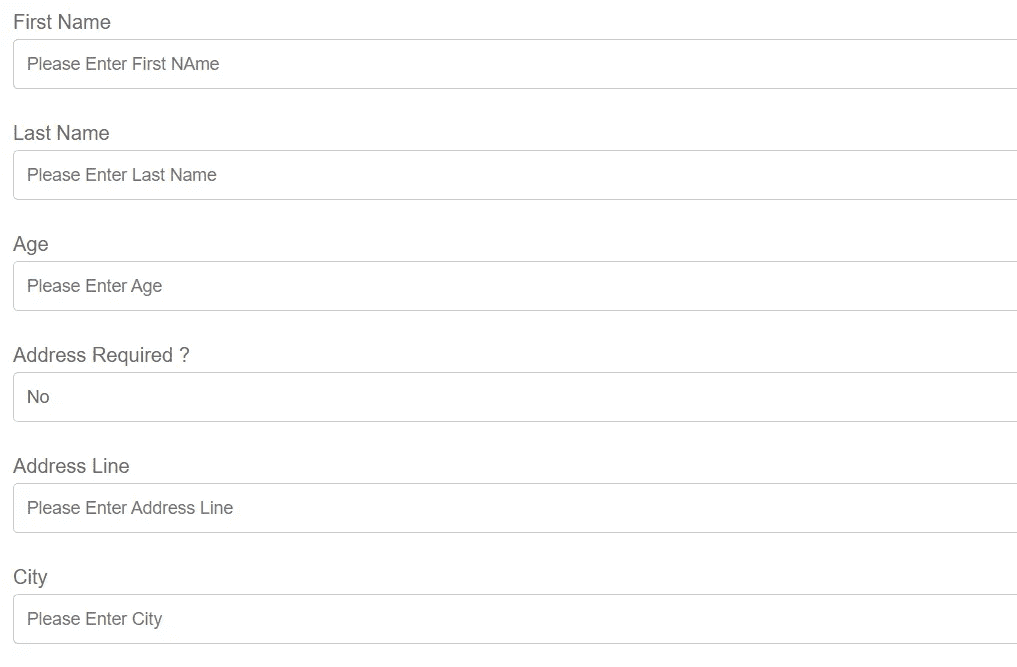 First Name
Please Enter First NAme
Last Name
Please Enter Last Name
Age
Please Enter Age
Address Required ?
No
Address Line
Please Enter Address Line
City
Please Enter City